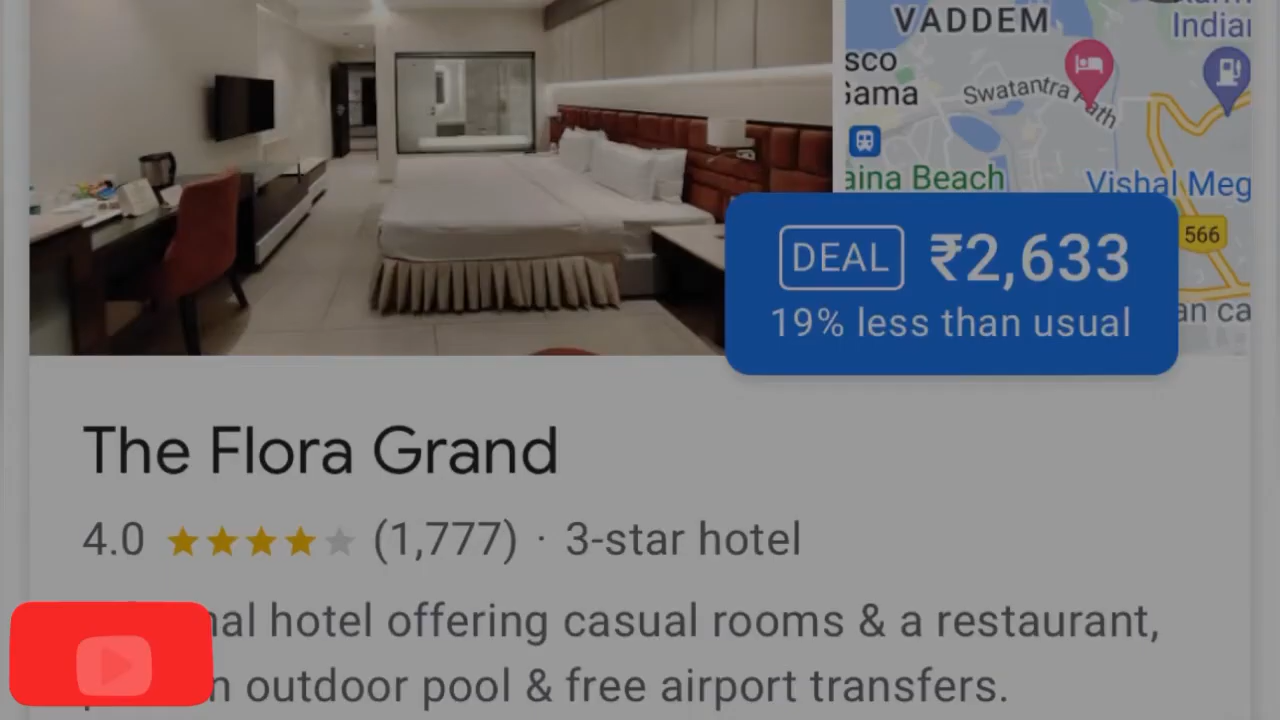 VADDEM
Indian
sco
Gama
Swatantra Path
aina Beach
Vishal Meg
566
DEAL ₹2,633
19% less than usual
an ca
The Flora Grand
4.0 (1,777) · 3-star hotel
nal hotel offering casual rooms & a restaurant,
n outdoor pool & free airport transfers.